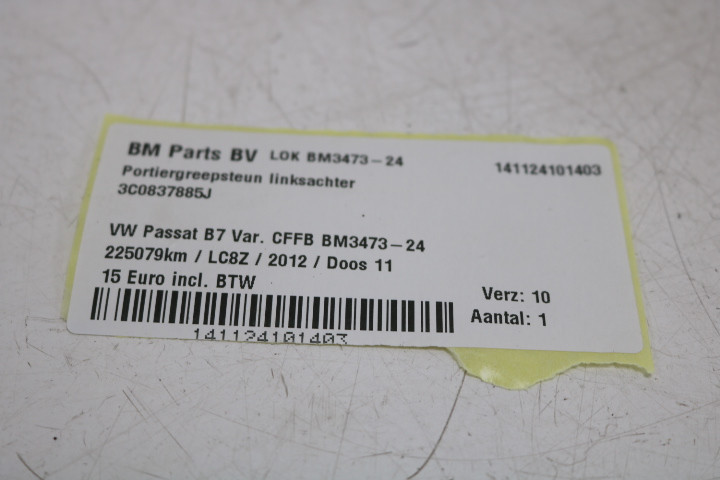 BM Parts BV LOK BM3473-24 141124101403
Portiergreepsteun linksachter
3C0837885J
VW Passat B7 Var. CFFB BM3473-24
225079km / LC8Z / 2012 / Doos 11
15 Euro incl. BTW
Verz: 10
Aantal: 1
141124101403